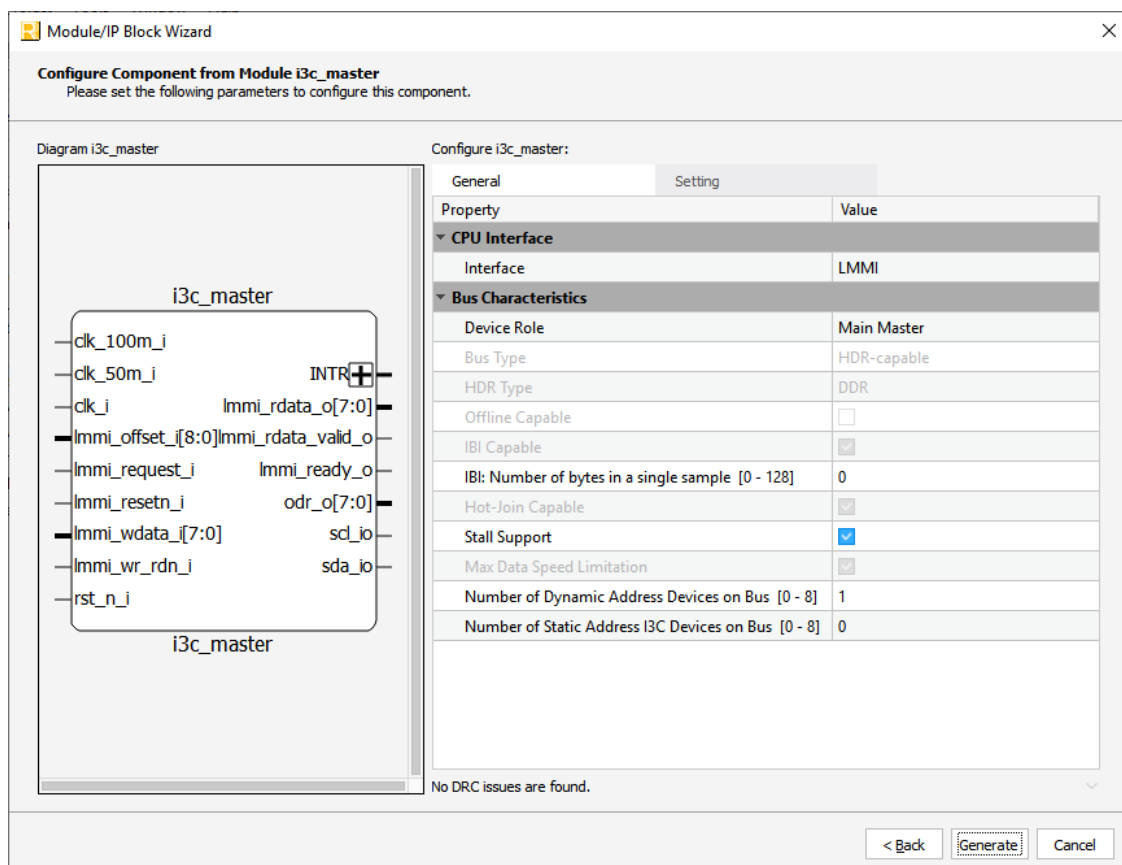 Module/IP Block Wizard
Configure Component from Module i3c_master
Please set the following parameters to configure this component.
Diagram i3c_master
i3c_master
clk_100m_i
clk_50m_i
INTR
clk_i
lmmi_rdata_o[7:0]
lmmi_offset_i[8:0]
lmmi_rdata_valid_o
lmmi_request_i
lmmi_ready_o
lmmi_resetn_i
odr_o[7:0]
lmmi_wdata_i[7:0]
scl_io
lmmi_wr_rdn_i
sda_io
rst_n_i
i3c_master
Configure i3c_master:
General Setting
Property Value
CPU Interface
Interface LMMI
Bus Characteristics
Device Role Main Master
Bus Type HDR-capable
HDR Type DDR
Offline Capable
IBI Capable
IBI: Number of bytes in a single sample [0 - 128] 0
Hot-Join Capable
Stall Support
Max Data Speed Limitation
Number of Dynamic Address Devices on Bus [0 - 8] 1
Number of Static Address I3C Devices on Bus [0 - 8] 0
No DRC issues are found.
< Back Generate Cancel